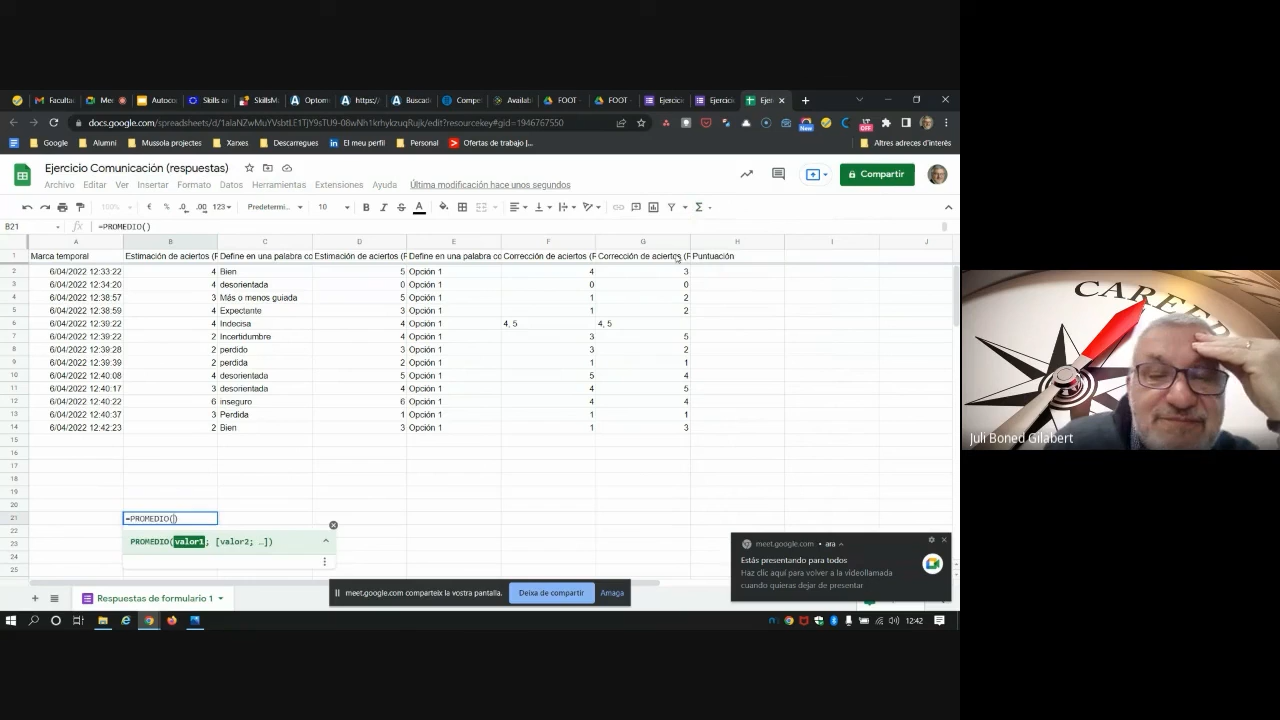 Faculta
Mee
Autoco
Skills ar
SkillsM
Optom
https:/
Buscad
Compe
Availab
FOOT
FOOT
Ejercici
Ejercici
Ejer
docs.google.com/spreadsheets/d/1alaNZwMuYVsbtLE1TJY9sTU9-08wNh1krhykzuqRujk/edit?resourcekey#gid=1946767550
Google Alumni Mussola projectes Xarxes Descarregues El meu perfil Personal Ofertas de trabajo |... Altres adreces d'interès
Ejercicio Comunicación (respuestas)
Compartir
Archivo Editar Ver Insertar Formato Datos Herramientas Extensiones Ayuda Última modificación hace unos segundos
100% € % .0 .00 123 Predetermi... 10 B I S A Σ
B21 fx =PROMEDIO()
A B C D E F G H I J
1 Marca temporal Estimación de aciertos (F Define en una palabra co Estimación de aciertos (F Define en una palabra co Corrección de aciertos (F Corrección de aciertos (F Puntuación
2 6/04/2022 12:33:22 4 Bien 5 Opción 1 4 3
3 6/04/2022 12:34:20 4 desorientada 0 Opción 1 0 0
4 6/04/2022 12:38:57 3 Más o menos guiada 5 Opción 1 1 2
5 6/04/2022 12:38:59 4 Expectante 3 Opción 1 1 2
6 6/04/2022 12:39:22 4 Indecisa 4 Opción 1 4, 5 4, 5
7 6/04/2022 12:39:22 2 Incertidumbre 4 Opción 1 3 5
8 6/04/2022 12:39:28 2 perdido 3 Opción 1 3 2
9 6/04/2022 12:39:39 2 perdida 2 Opción 1 1 1
10 6/04/2022 12:40:08 4 desorientada 5 Opción 1 5 4
11 6/04/2022 12:40:17 3 desorientada 4 Opción 1 4 5
12 6/04/2022 12:40:22 6 inseguro 6 Opción 1 4 4
13 6/04/2022 12:40:37 3 Perdida 1 Opción 1 1 1
14 6/04/2022 12:42:23 2 Bien 3 Opción 1 1 3
15
16
17
18
19
20
21 =PROMEDIO()
22
23
24
25
PROMEDIO(valor1; [valor2; …])
meet.google.com • ara
Estás presentando para todos
Haz clic aquí para volver a la videollamada
cuando quieras dejar de presentar
meet.google.com comparteix la vostra pantalla. Deixa de compartir Amaga
Respuestas de formulario 1
12:42
CAREER
Juli Boned Gilabert